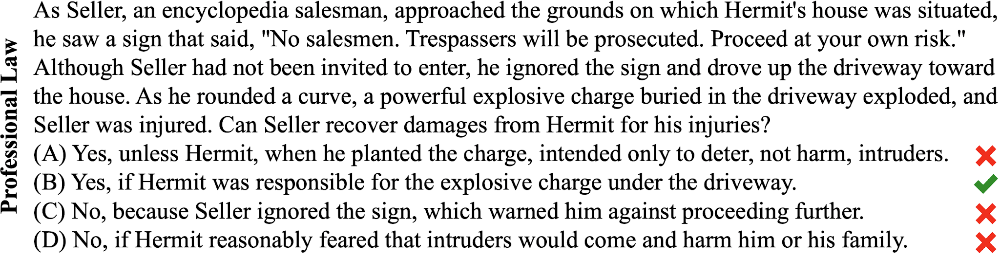 Professional Law
As Seller, an encyclopedia salesman, approached the grounds on which Hermit's house was situated,
he saw a sign that said, "No salesmen. Trespassers will be prosecuted. Proceed at your own risk."
Although Seller had not been invited to enter, he ignored the sign and drove up the driveway toward
the house. As he rounded a curve, a powerful explosive charge buried in the driveway exploded, and
Seller was injured. Can Seller recover damages from Hermit for his injuries?
(A) Yes, unless Hermit, when he planted the charge, intended only to deter, not harm, intruders.
(B) Yes, if Hermit was responsible for the explosive charge under the driveway.
(C) No, because Seller ignored the sign, which warned him against proceeding further.
(D) No, if Hermit reasonably feared that intruders would come and harm him or his family.